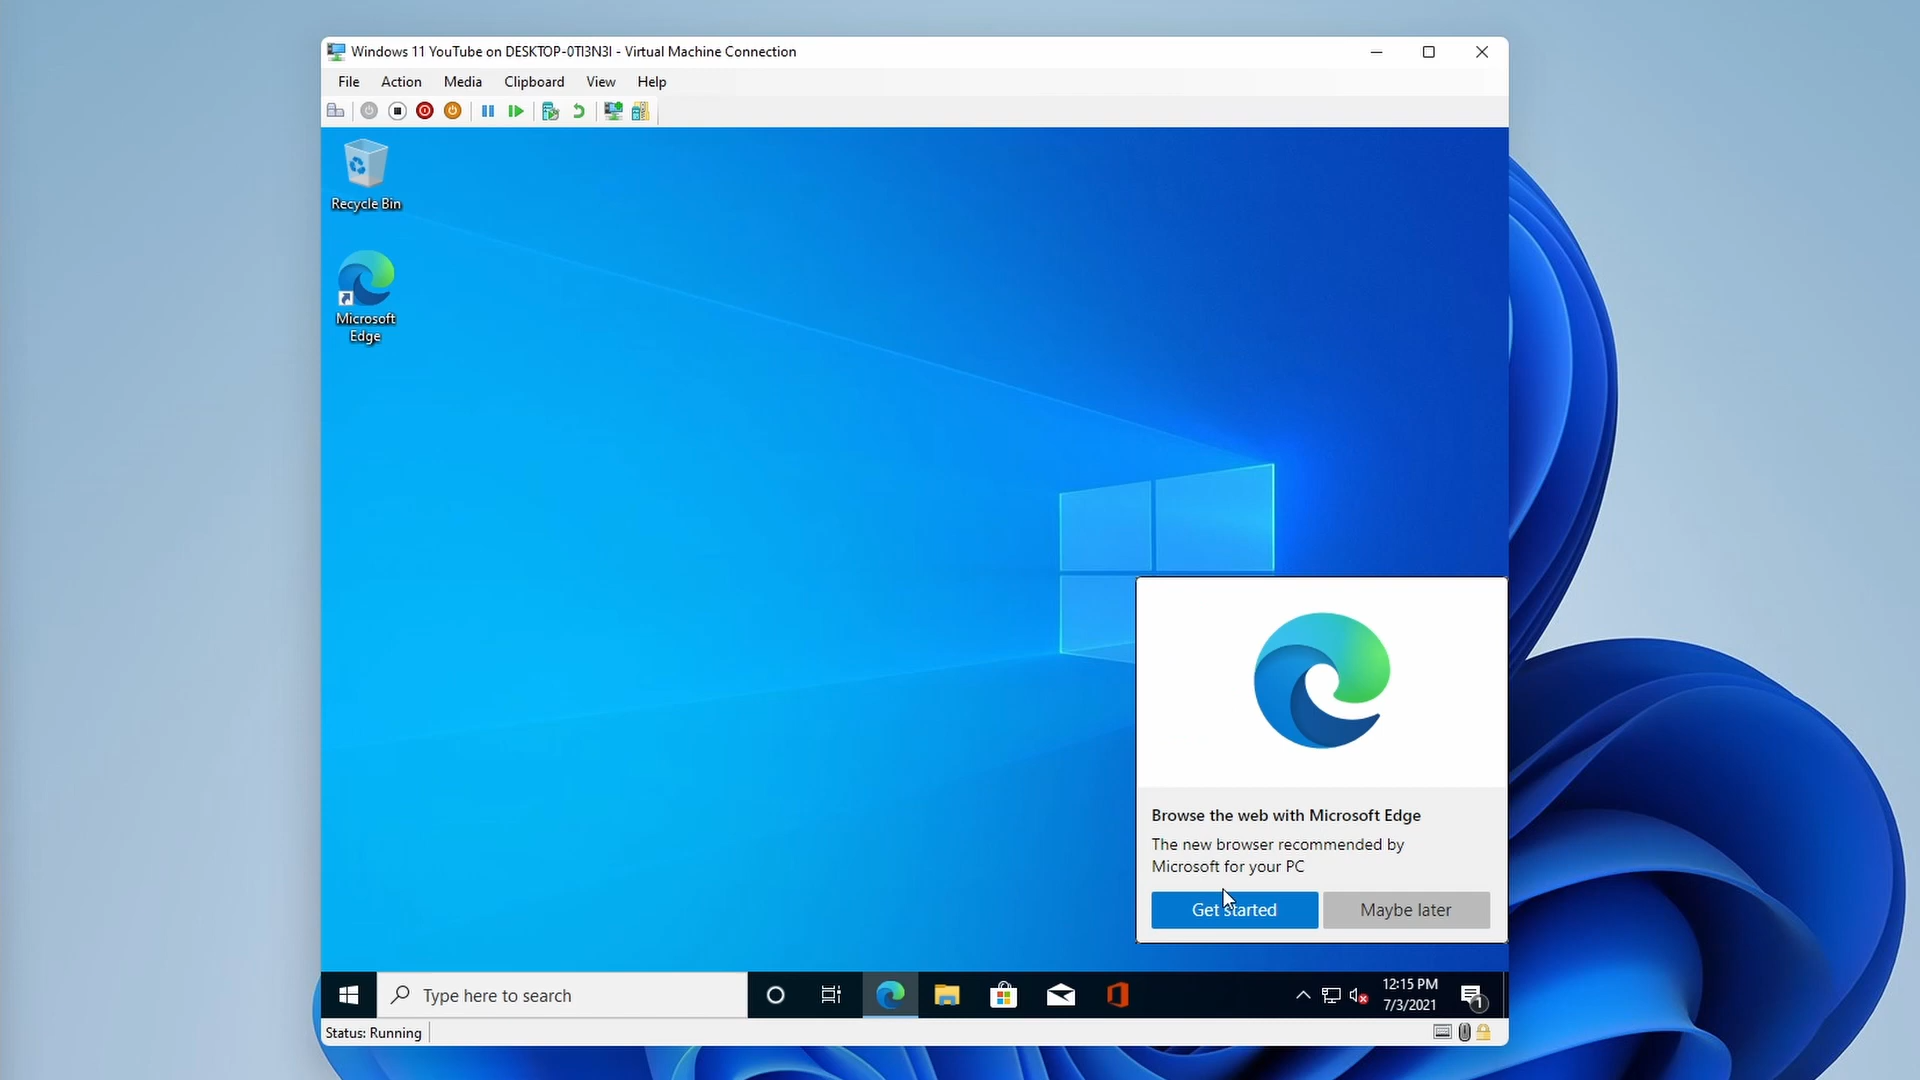 Windows 11 YouTube on DESKTOP-0TI3N3I - Virtual Machine Connection
File Action Media Clipboard View Help
Recycle Bin
Microsoft
Edge
Browse the web with Microsoft Edge
The new browser recommended by
Microsoft for your PC
Get started Maybe later
Type here to search
12:15 PM
7/3/2021
1
Status: Running